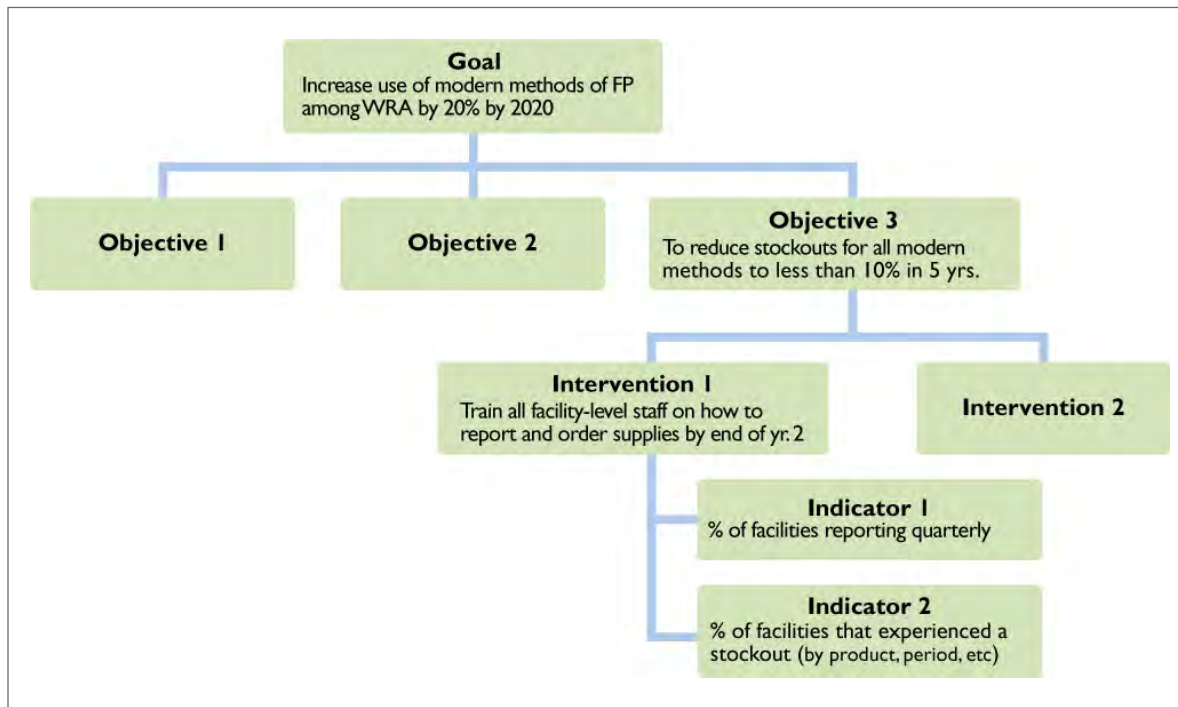 Goal
Increase use of modern methods of FP
among WRA by 20% by 2020
Objective 1
Objective 2
Objective 3
To reduce stockouts for all modern
methods to less than 10% in 5 yrs.
Intervention 1
Train all facility-level staff on how to
report and order supplies by end of yr. 2
Intervention 2
Indicator 1
% of facilities reporting quarterly
Indicator 2
% of facilities that experienced a
stockout (by product, period, etc)